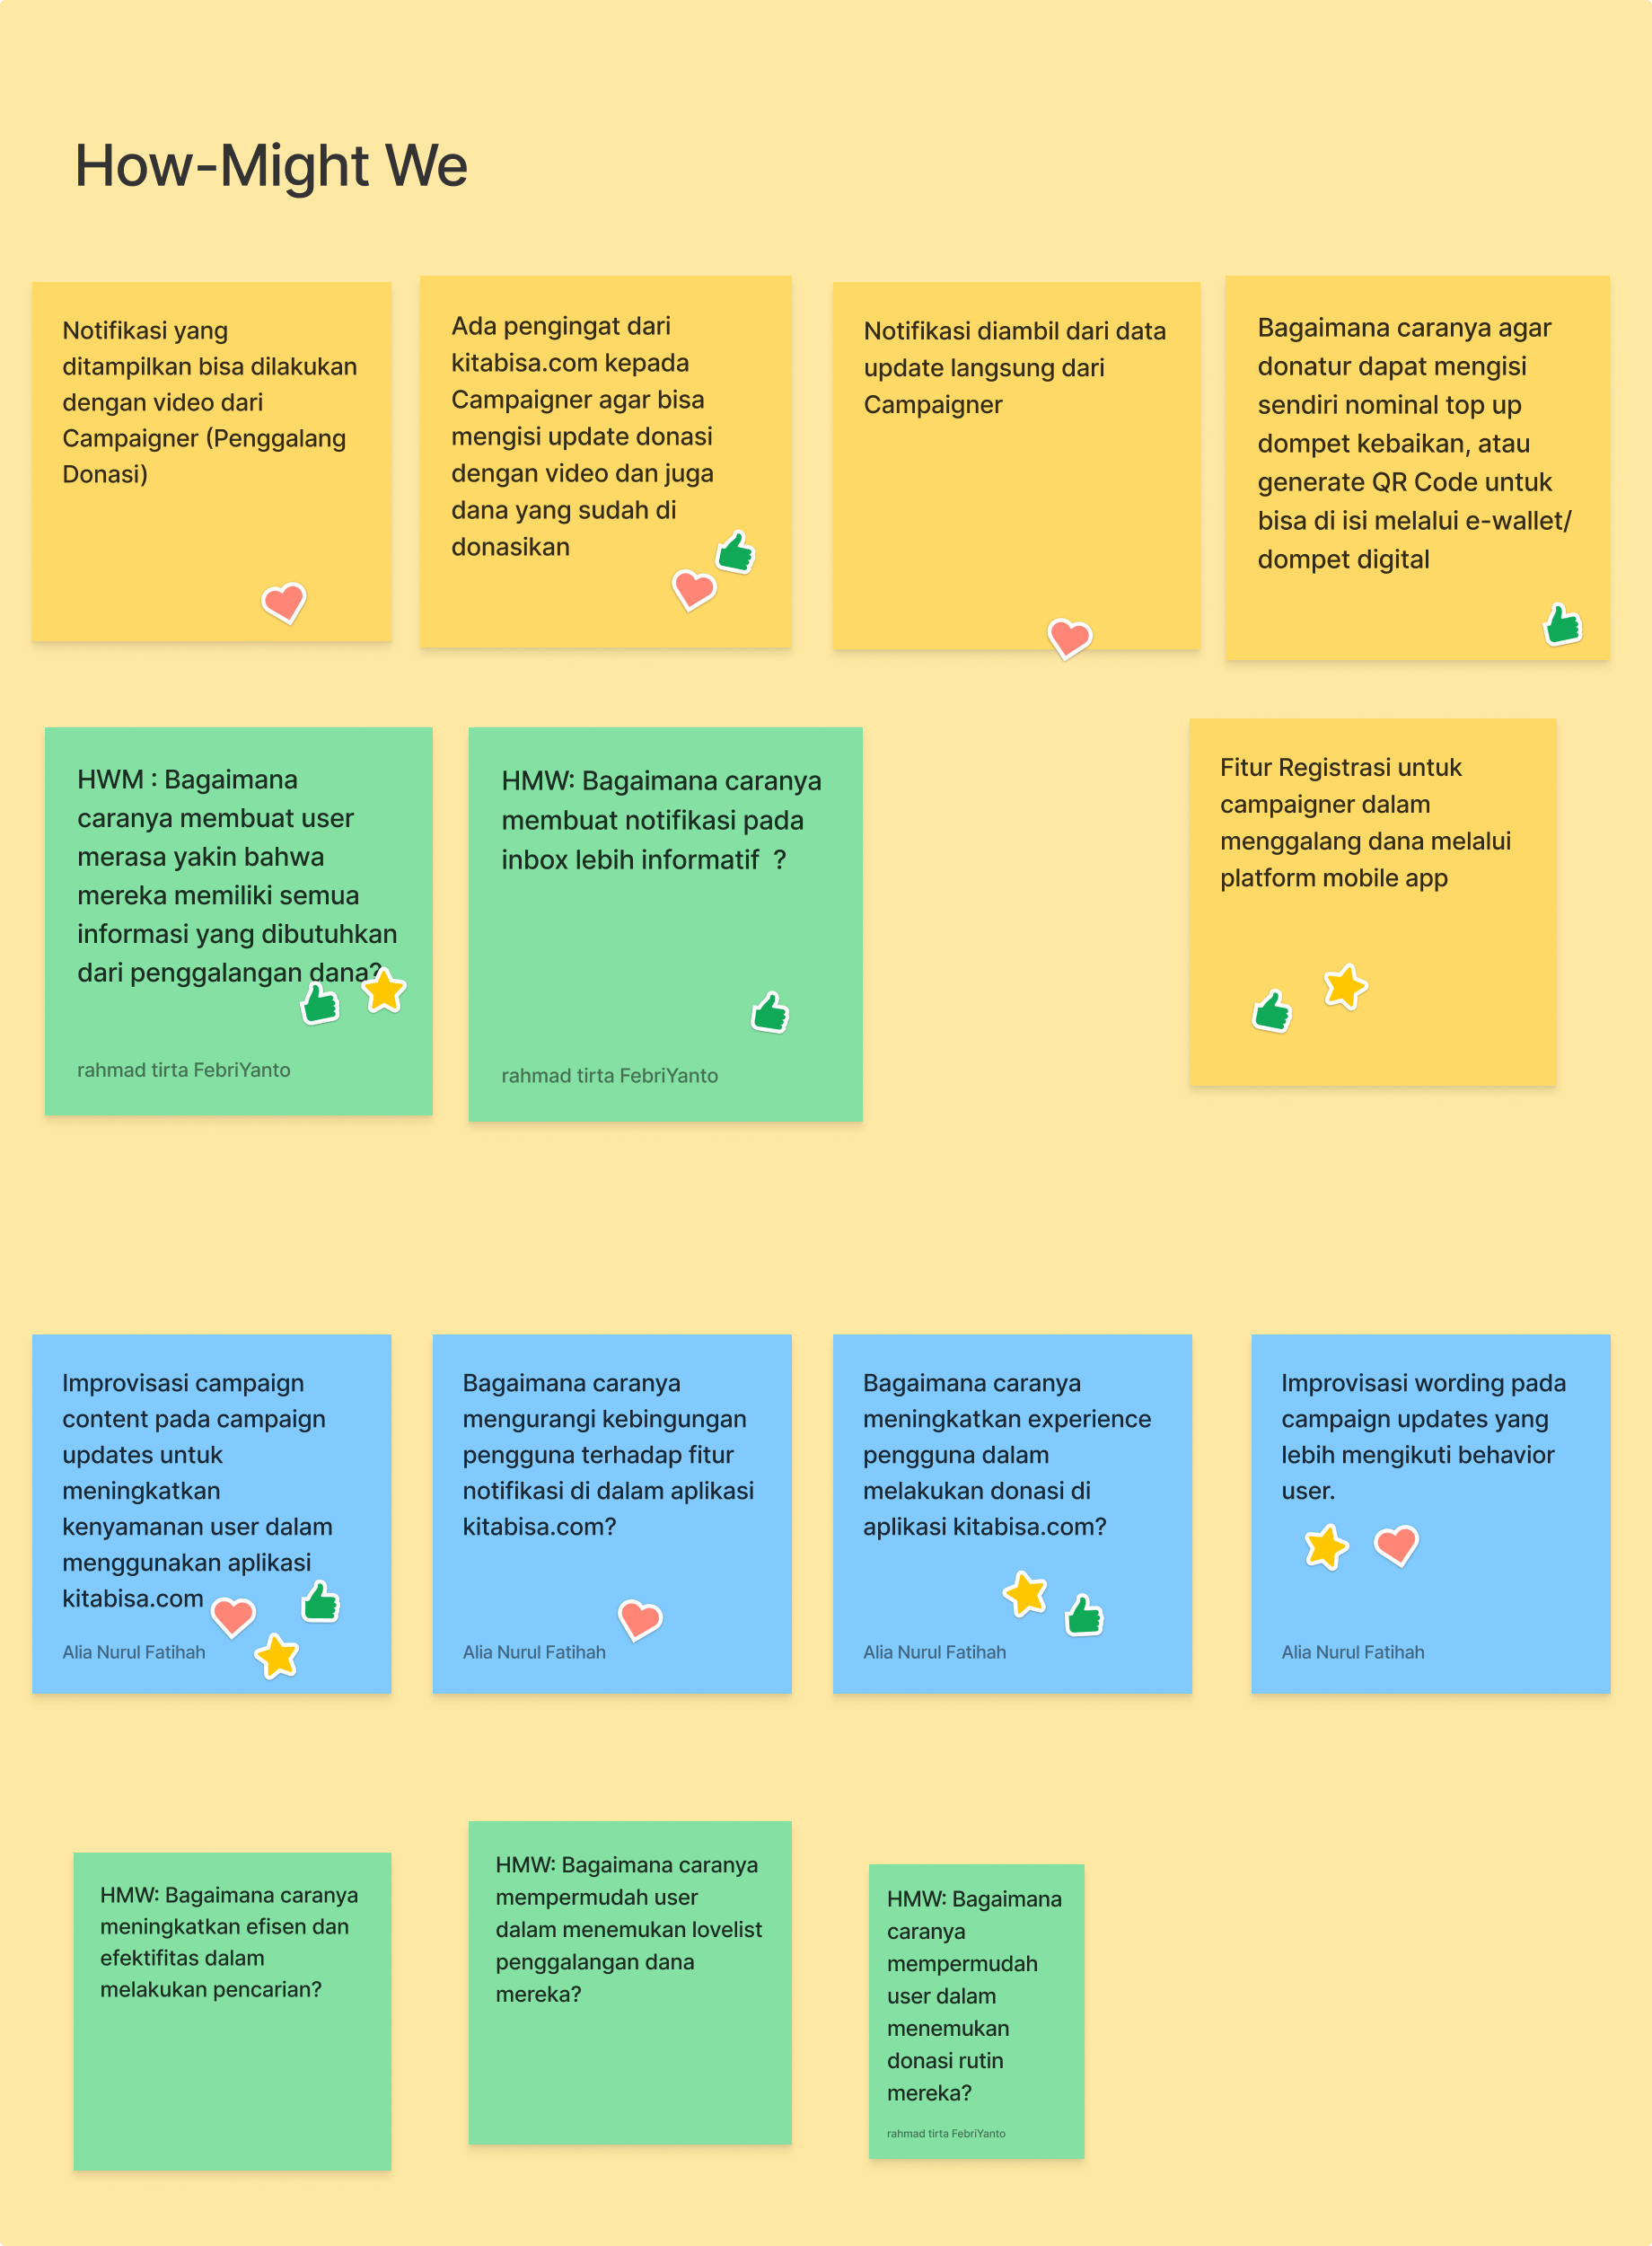 How-Might We
Notifikasi yang
ditampilkan bisa dilakukan
dengan video dari
Campaigner (Penggalang
Donasi)
Ada pengingat dari
kitabisa.com kepada
Campaigner agar bisa
mengisi update donasi
dengan video dan juga
dana yang sudah di
donasikan
Notifikasi diambil dari data
update langsung dari
Campaigner
Bagaimana caranya agar
donatur dapat mengisi
sendiri nominal top up
dompet kebaikan, atau
generate QR Code untuk
bisa di isi melalui e-wallet/
dompet digital
HWM : Bagaimana
caranya membuat user
merasa yakin bahwa
mereka memiliki semua
informasi yang dibutuhkan
dari penggalangan dana?
rahmad tirta FebriYanto
HMW: Bagaimana caranya
membuat notifikasi pada
inbox lebih informatif  ?
rahmad tirta FebriYanto
Fitur Registrasi untuk
campaigner dalam
menggalang dana melalui
platform mobile app
Improvisasi campaign
content pada campaign
updates untuk
meningkatkan
kenyamanan user dalam
menggunakan aplikasi
kitabisa.com
Alia Nurul Fatihah
Bagaimana caranya
mengurangi kebingungan
pengguna terhadap fitur
notifikasi di dalam aplikasi
kitabisa.com?
Alia Nurul Fatihah
Bagaimana caranya
meningkatkan experience
pengguna dalam
melakukan donasi di
aplikasi kitabisa.com?
Alia Nurul Fatihah
Improvisasi wording pada
campaign updates yang
lebih mengikuti behavior
user.
Alia Nurul Fatihah
HMW: Bagaimana caranya
meningkatkan efisen dan
efektifitas dalam
melakukan pencarian?
HMW: Bagaimana caranya
mempermudah user
dalam menemukan lovelist
penggalangan dana
mereka?
HMW: Bagaimana
caranya
mempermudah
user dalam
menemukan
donasi rutin
mereka?
rahmad tirta FebriYanto